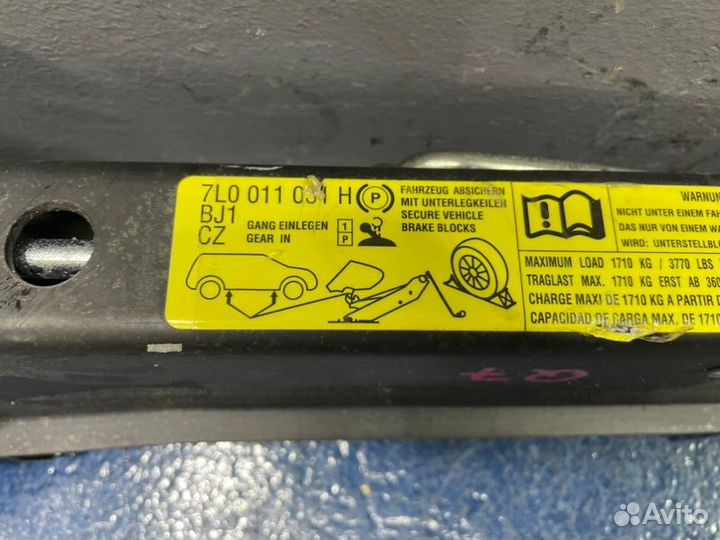 7L0 011 031 H
BJ1
CZ
GANG EINLEGEN
GEAR IN
1
P
P
FAHRZEUG ABSICHERN
MIT UNTERLEGKEILEN
SECURE VEHICLE
BRAKE BLOCKS
WARNUN
NICHT UNTER EINEM FAH
DAS NUR VON EINEM WA
WIRD: UNTERSTELLBO
MAXIMUM LOAD 1710 KG / 3770 LBS
TRAGLAST MAX. 1710 KG ERST AB 360
CHARGE MAXI DE 1710 KG A PARTIR D
CAPACIDAD DE CARGA MAX. DE 1710
Q7
Avito